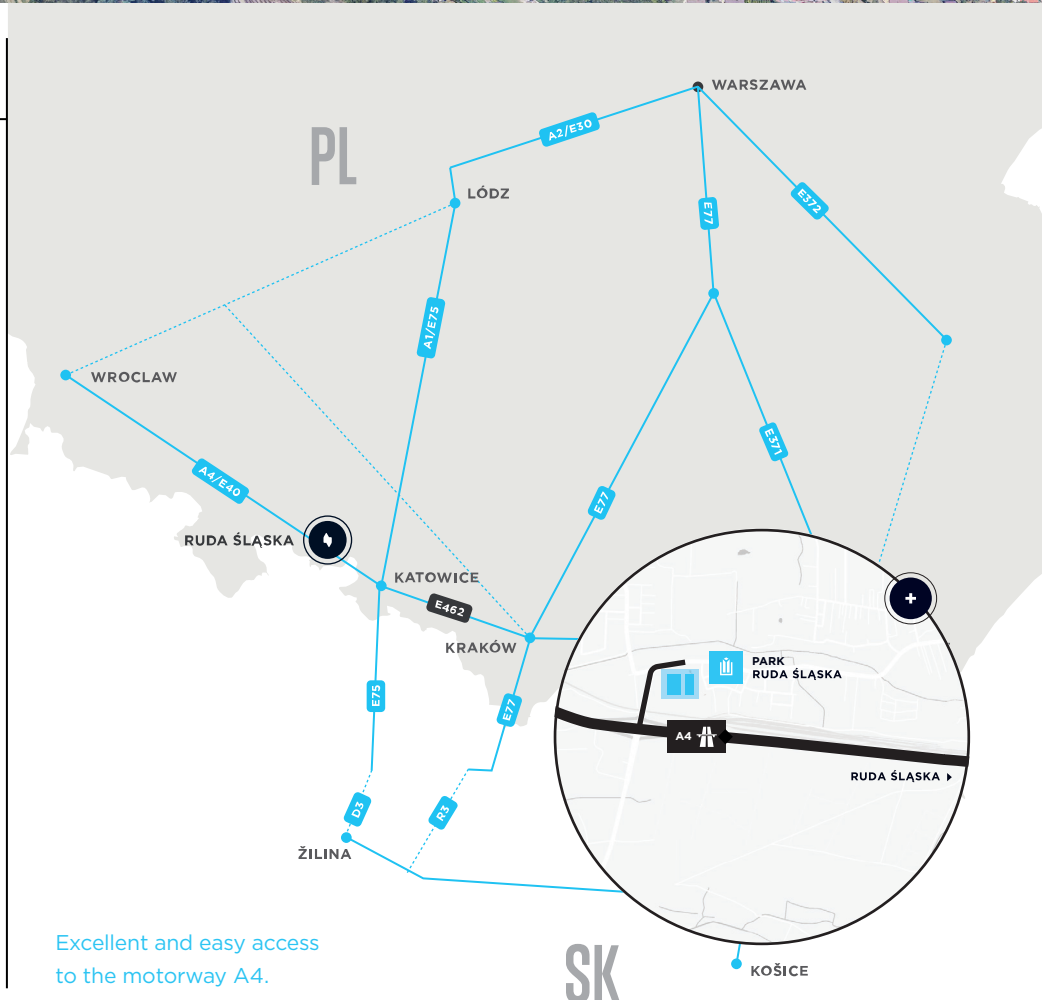 WARSZAWA
A2/E30
PL
LÓDZ
E372
E77
A1/E75
WROCLAW
E371
A4/E40
E77
RUDA ŚLĄSKA
KATOWICE
E462
KRAKÓW
PARK
RUDA ŚLĄSKA
E75
E77
A4
RUDA ŚLĄSKA
D3
R3
ŽILINA
Excellent and easy access
to the motorway A4.
SK
KOŠICE